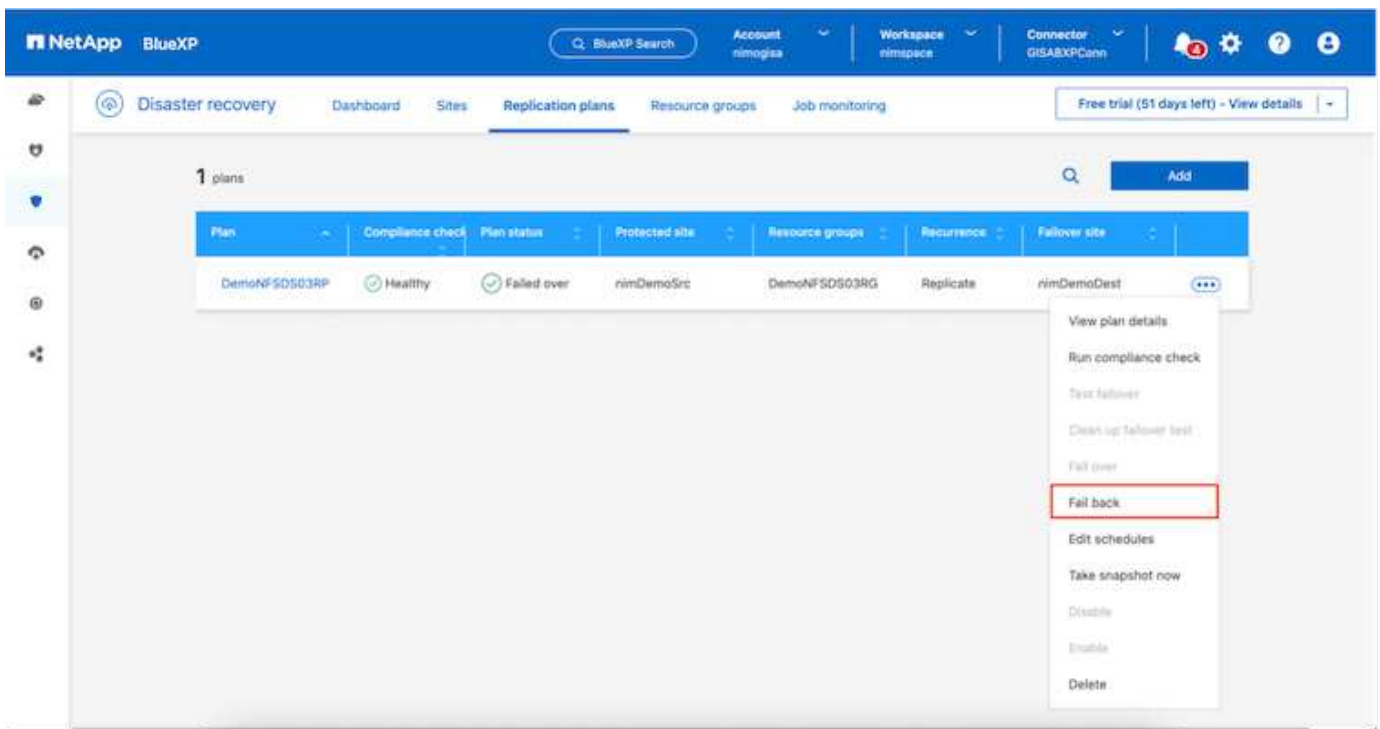 NetApp BlueXP BlueXP Search Account Workspace Connector
nimogisa nimspace GISABXPConn 4
Disaster recovery Dashboard Sites Replication plans Resource groups Job monitoring Free trial (51 days left) - View details
1 plans Add
Plan Compliance check Plan status Protected site Resource groups Recurrence Failover site
DemoNFSDS03RP Healthy Failed over nimDemoSrc DemoNFSDS03RG Replicate nimDemoDest
View plan details
Run compliance check
Test failover
Clean up failover test
Fail over
Fail back
Edit schedules
Take snapshot now
Disable
Enable
Delete